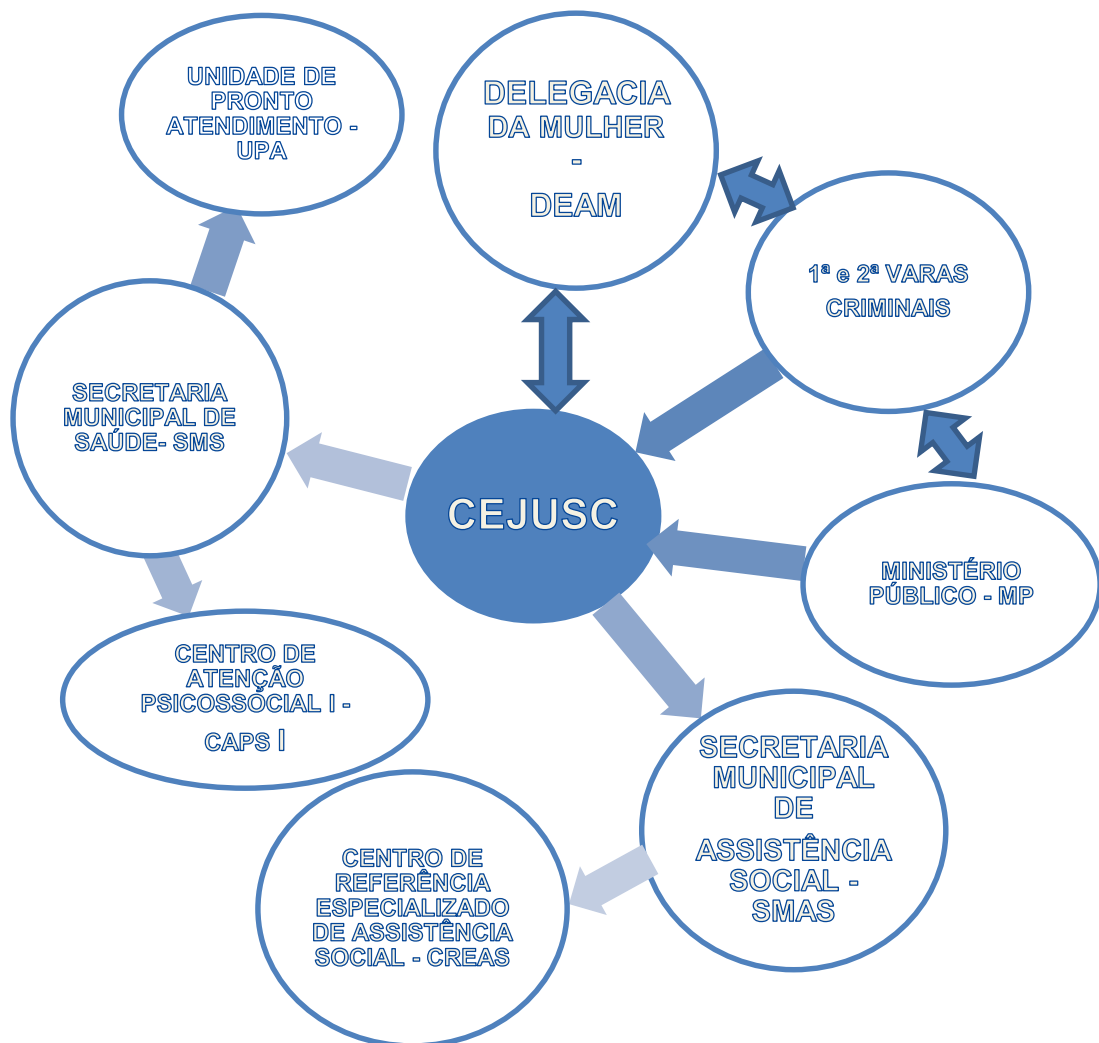 UNIDADE DE
PRONTO
ATENDIMENTO -
UPA
DELEGACIA
DA MULHER
-
DEAM
1ª e 2ª VARAS
CRIMINAIS
SECRETARIA
MUNICIPAL DE
SAÚDE- SMS
CEJUSC
MINISTÉRIO
PÚBLICO - MP
CENTRO DE
ATENÇÃO
PSICOSSOCIAL I -
CAPS I
SECRETARIA
MUNICIPAL
DE
ASSISTÊNCIA
SOCIAL -
SMAS
CENTRO DE
REFERÊNCIA
ESPECIALIZADO
DE ASSISTÊNCIA
SOCIAL - CREAS